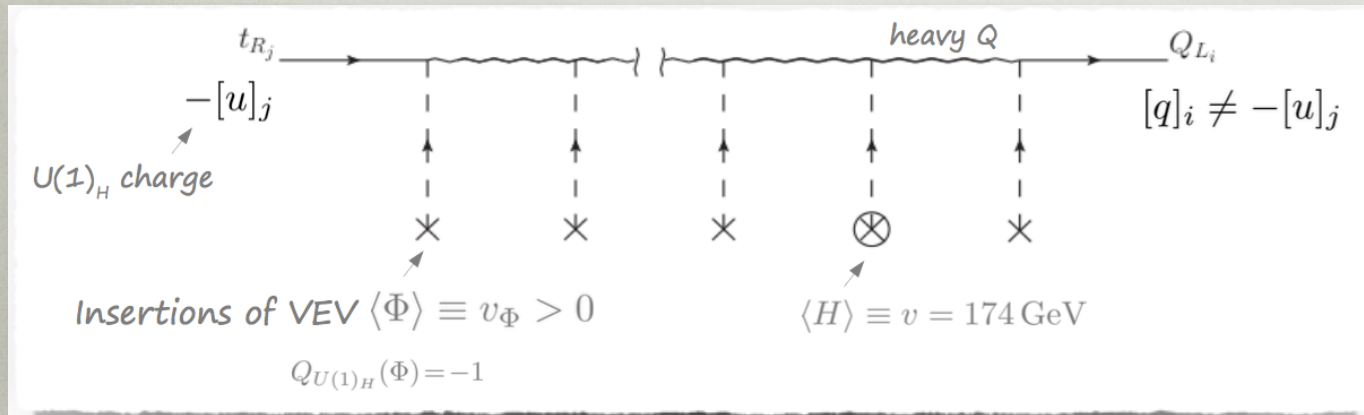 heavy Q
t_{R_j}
Q_{L_i}
−[u]_j
[q]_i ≠ −[u]_j
U(1)_H charge
Insertions of VEV ⟨Φ⟩ ≡ v_Φ > 0
⟨H⟩ ≡ v = 174 GeV
Q_{U(1)_H}(Φ)=−1